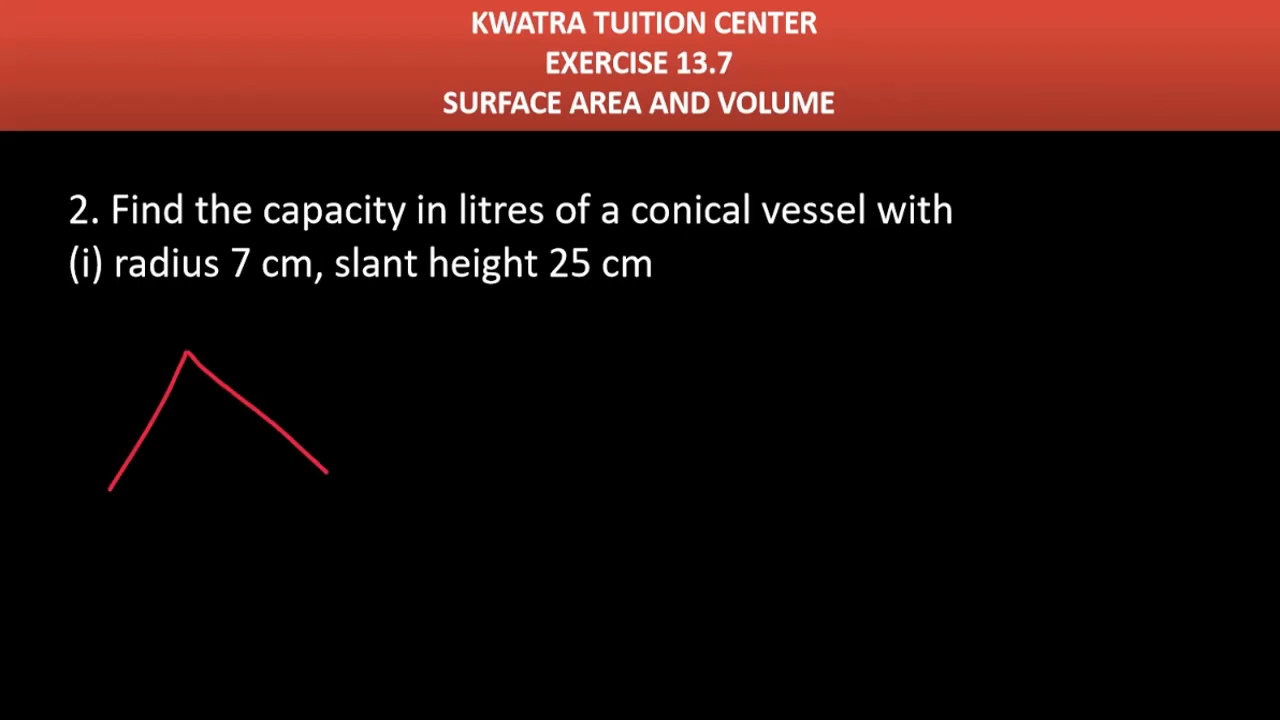 KWATRA TUITION CENTER
EXERCISE 13.7
SURFACE AREA AND VOLUME
2. Find the capacity in litres of a conical vessel with
(i) radius 7 cm, slant height 25 cm